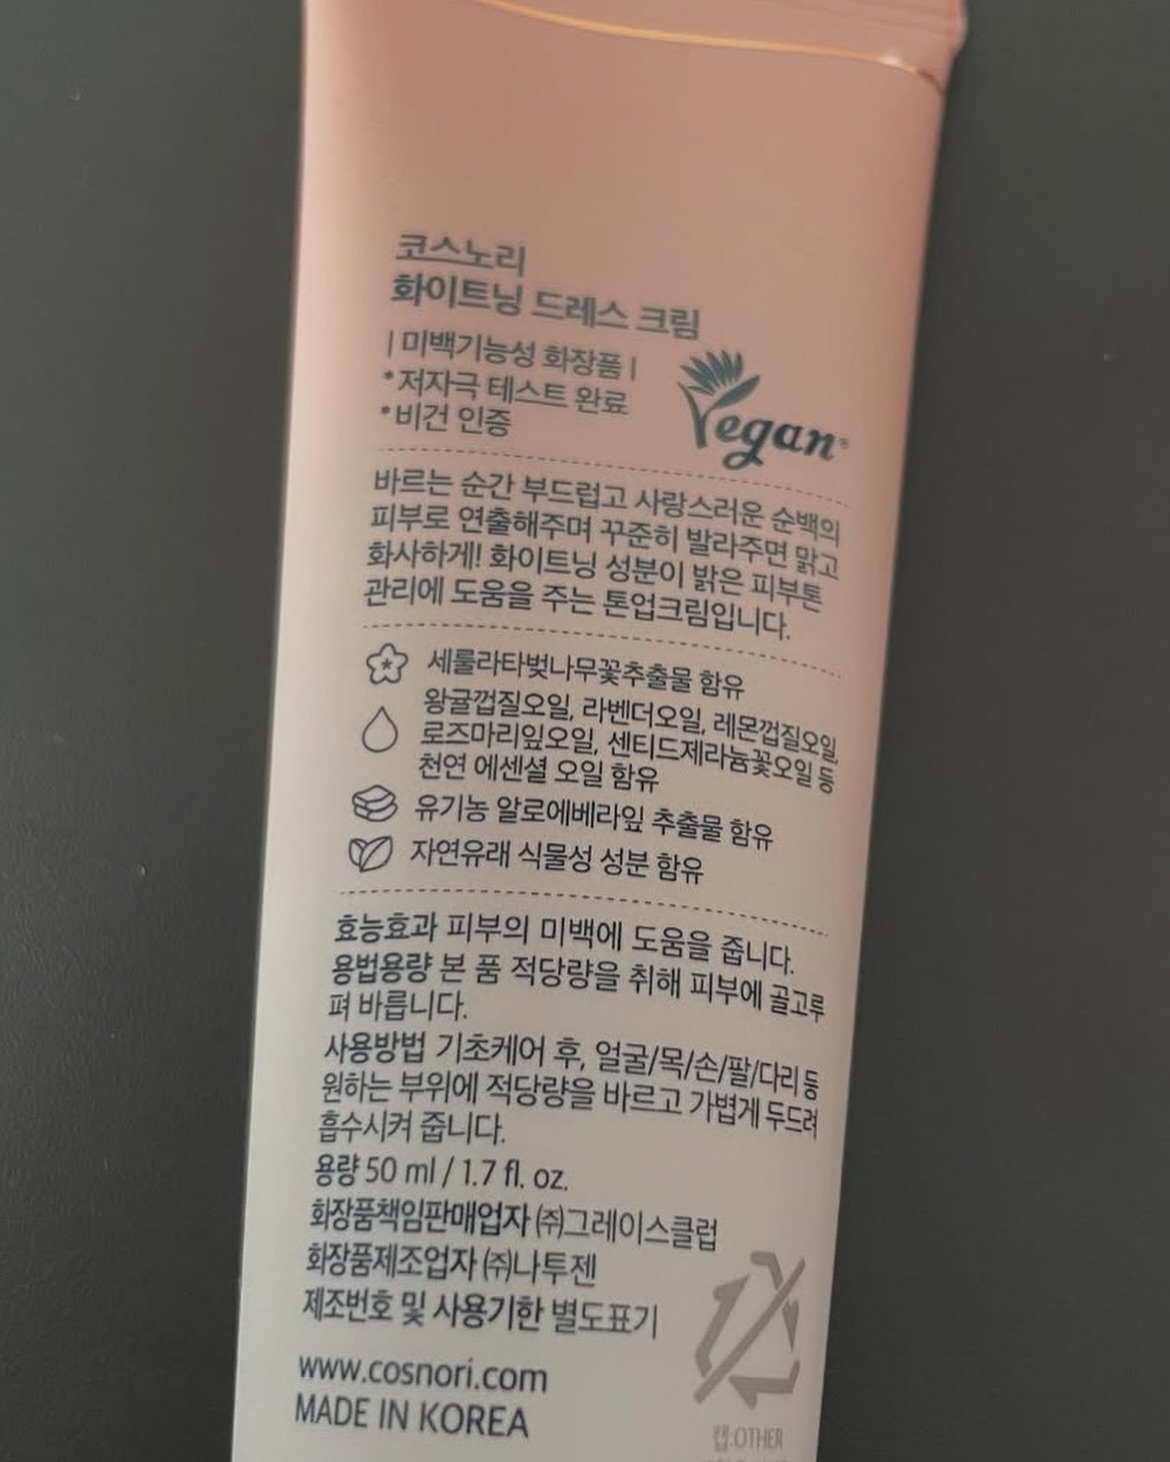 코스노리
화이트닝 드레스 크림
| 미백기능성 화장품 |
*저자극 테스트 완료
*비건 인증
Vegan
바르는 순간 부드럽고 사랑스러운 순백의
피부로 연출해주며 꾸준히 발라주면 맑고
화사하게! 화이트닝 성분이 밝은 피부톤
관리에 도움을 주는 톤업크림입니다.
세룰라타벚나무꽃추출물 함유
왕귤껍질오일, 라벤더오일, 레몬껍질오일,
로즈마리잎오일, 센티드제라늄꽃오일 등
천연 에센셜 오일 함유
유기농 알로에베라잎 추출물 함유
자연유래 식물성 성분 함유
효능효과 피부의 미백에 도움을 줍니다.
용법용량 본 품 적당량을 취해 피부에 골고루
펴 바릅니다.
사용방법 기초케어 후, 얼굴/목/손/팔/다리 등
원하는 부위에 적당량을 바르고 가볍게 두드려
흡수시켜 줍니다.
용량 50 ml / 1.7 fl. oz.
화장품책임판매업자 ㈜그레이스클럽
화장품제조업자 ㈜나투젠
제조번호 및 사용기한 별도표기
www.cosnori.com
MADE IN KOREA
캡:OTHER